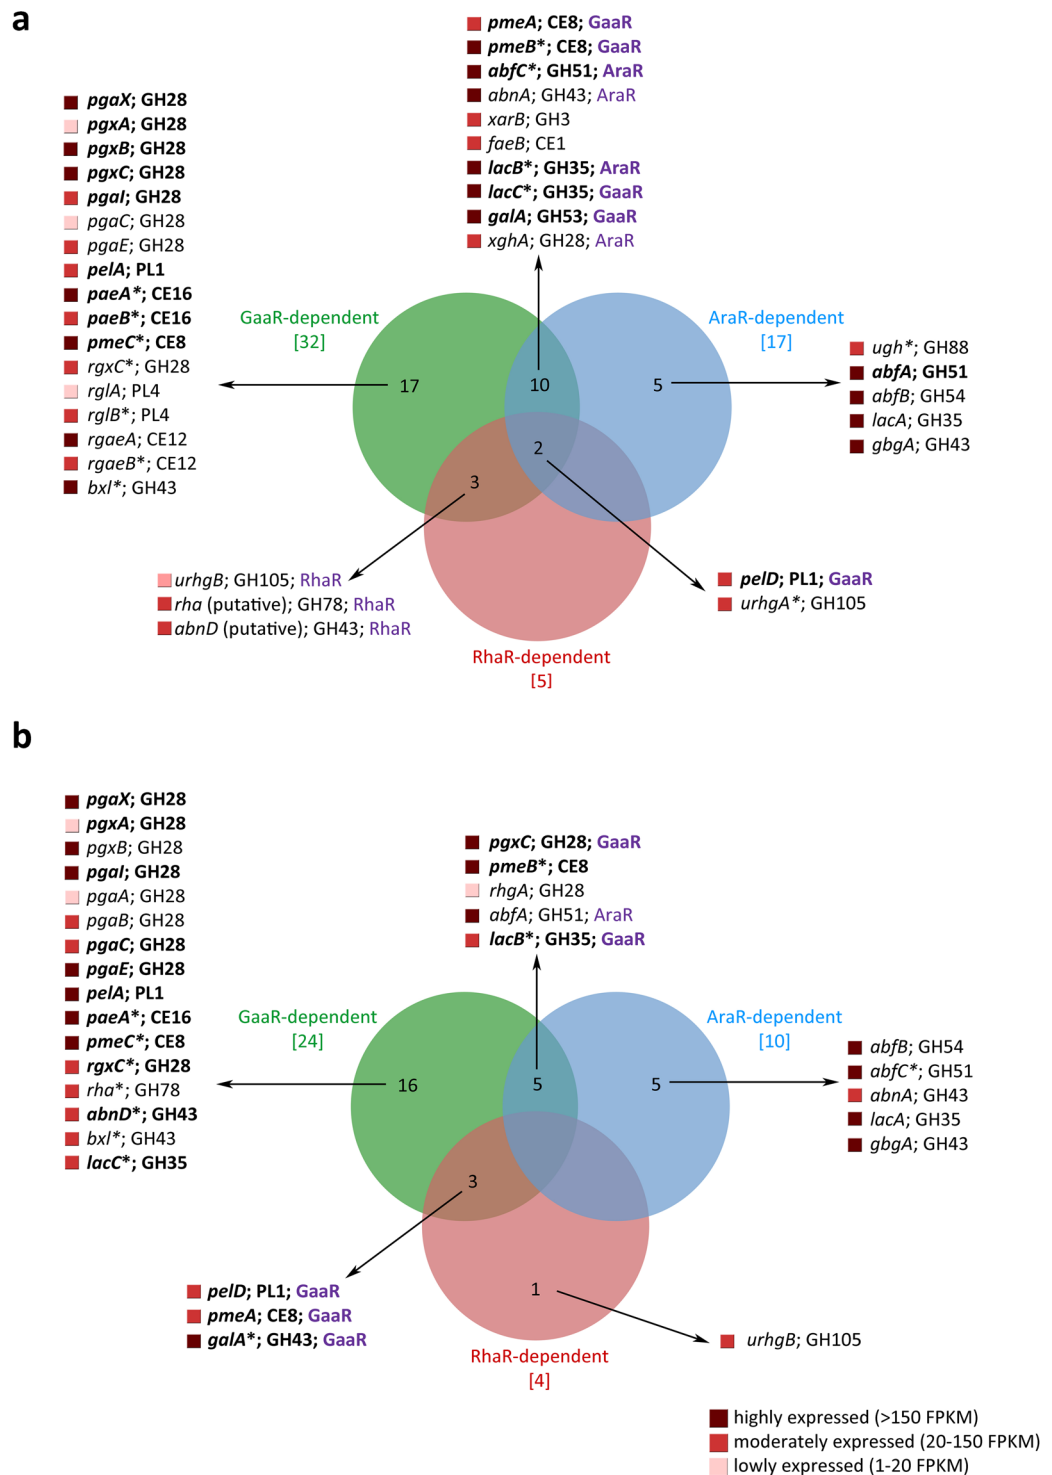 a
pmeA; CE8; GaaR
pmeB*; CE8; GaaR
abfC*; GH51; AraR
abnA; GH43; AraR
xarB; GH3
faeB; CE1
lacB*; GH35; AraR
lacC*; GH35; GaaR
galA; GH53; GaaR
xghA; GH28; AraR
pgaX; GH28
pgxA; GH28
pgxB; GH28
pgxC; GH28
pgaI; GH28
pgaC; GH28
pgaE; GH28
pelA; PL1
paeA*; CE16
paeB*; CE16
pmeC*; CE8
rgxC*; GH28
rglA; PL4
rglB*; PL4
rgaeA; CE12
rgaeB*; CE12
bxl*; GH43
GaaR-dependent
[32]
AraR-dependent
[17]
17
10
5
2
3
ugh*; GH88
abfA; GH51
abfB; GH54
lacA; GH35
gbgA; GH43
urhgB; GH105; RhaR
rha (putative); GH78; RhaR
abnD (putative); GH43; RhaR
pelD; PL1; GaaR
urhgA*; GH105
RhaR-dependent
[5]
b
pgaX; GH28
pgxA; GH28
pgxB; GH28
pgaI; GH28
pgaA; GH28
pgaB; GH28
pgaC; GH28
pgaE; GH28
pelA; PL1
paeA*; CE16
pmeC*; CE8
rgxC*; GH28
rha*; GH78
abnD*; GH43
bxl*; GH43
lacC*; GH35
pgxC; GH28; GaaR
pmeB*; CE8
rhgA; GH28
abfA; GH51; AraR
lacB*; GH35; GaaR
GaaR-dependent
[24]
AraR-dependent
[10]
16
5
5
3
1
abfB; GH54
abfC*; GH51
abnA; GH43
lacA; GH35
gbgA; GH43
pelD; PL1; GaaR
pmeA; CE8; GaaR
galA*; GH43; GaaR
urhgB; GH105
RhaR-dependent
[4]
highly expressed (>150 FPKM)
moderately expressed (20-150 FPKM)
lowly expressed (1-20 FPKM)